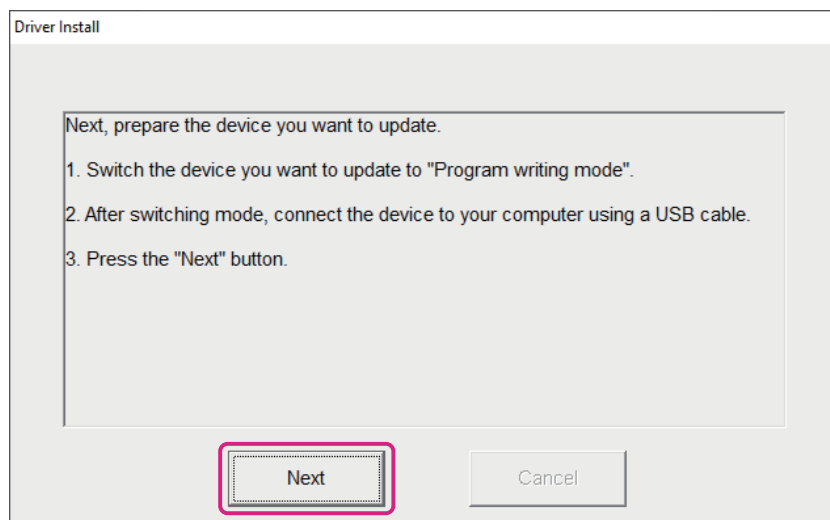 Driver Install
Next, prepare the device you want to update.
1. Switch the device you want to update to "Program writing mode".
2. After switching mode, connect the device to your computer using a USB cable.
3. Press the "Next" button.
Next
Cancel